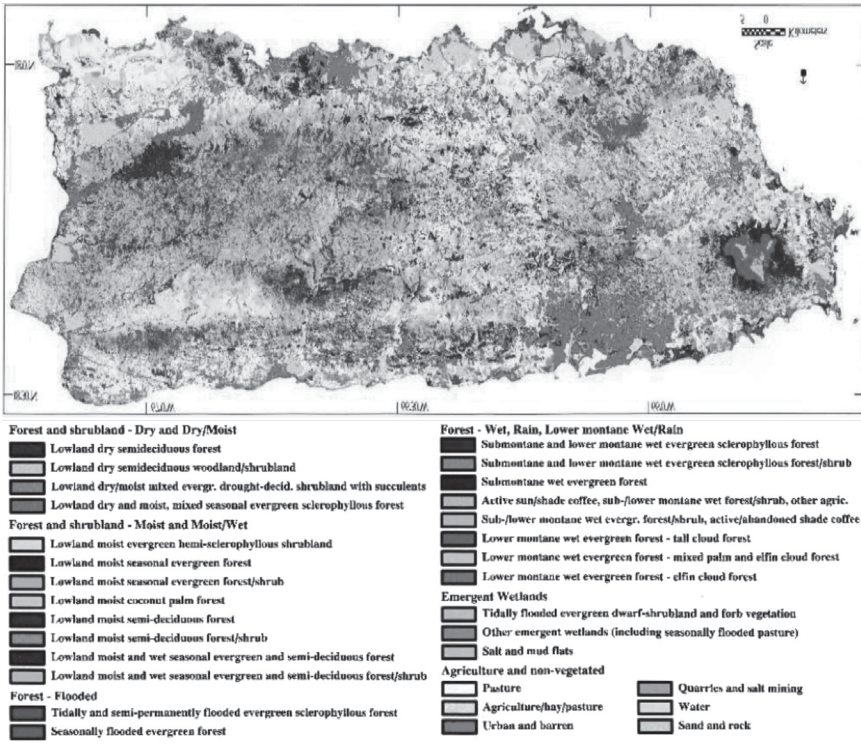 5 0
Kilometers
Scale
67.0W 66.30W 66.0W
Forest and shrubland - Dry and Dry/Moist
Lowland dry semideciduous forest
Lowland dry semideciduous woodland/shrubland
Lowland dry/moist mixed evergr. drought-decid. shrubland with succulents
Lowland dry and moist, mixed seasonal evergreen sclerophyllous forest
Forest and shrubland - Moist and Moist/Wet
Lowland moist evergreen hemi-sclerophyllous shrubland
Lowland moist seasonal evergreen forest
Lowland moist seasonal evergreen forest/shrub
Lowland moist coconut palm forest
Lowland moist semi-deciduous forest
Lowland moist semi-deciduous forest/shrub
Lowland moist and wet seasonal evergreen and semi-deciduous forest
Lowland moist and wet seasonal evergreen and semi-deciduous forest/shrub
Forest - Flooded
Tidally and semi-permanently flooded evergreen sclerophyllous forest
Seasonally flooded evergreen forest
Forest - Wet, Rain, Lower montane Wet/Rain
Submontane and lower montane wet evergreen sclerophyllous forest
Submontane and lower montane wet evergreen sclerophyllous forest/shrub
Submontane wet evergreen forest
Active sun/shade coffee, sub-/lower montane wet forest/shrub, other agric.
Sub-/lower montane wet evergr. forest/shrub, active/abandoned shade coffee
Lower montane wet evergreen forest - tall cloud forest
Lower montane wet evergreen forest - mixed palm and elfin cloud forest
Lower montane wet evergreen forest - elfin cloud forest
Emergent Wetlands
Tidally flooded evergreen dwarf-shrubland and forb vegetation
Other emergent wetlands (including seasonally flooded pasture)
Salt and mud flats
Agriculture and non-vegetated
Pasture
Agriculture/hay/pasture
Urban and barren
Quarries and salt mining
Water
Sand and rock